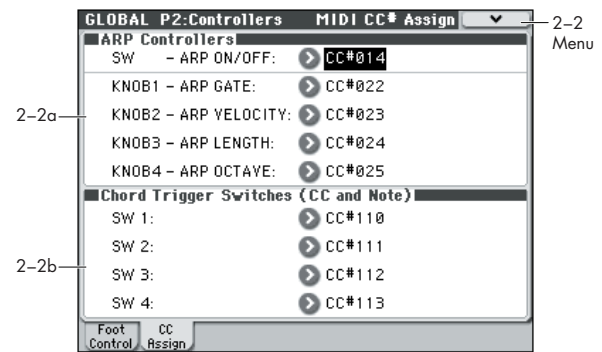 GLOBAL P2:Controllers MIDI CC# Assign
2–2
Menu
ARP Controllers
SW – ARP ON/OFF: CC#014
KNOB1 – ARP GATE: CC#022
2–2a
KNOB2 – ARP VELOCITY: CC#023
KNOB3 – ARP LENGTH: CC#024
KNOB4 – ARP OCTAVE: CC#025
Chord Trigger Switches (CC and Note)
SW 1: CC#110
SW 2: CC#111
2–2b
SW 3: CC#112
SW 4: CC#113
Foot Control
CC Assign